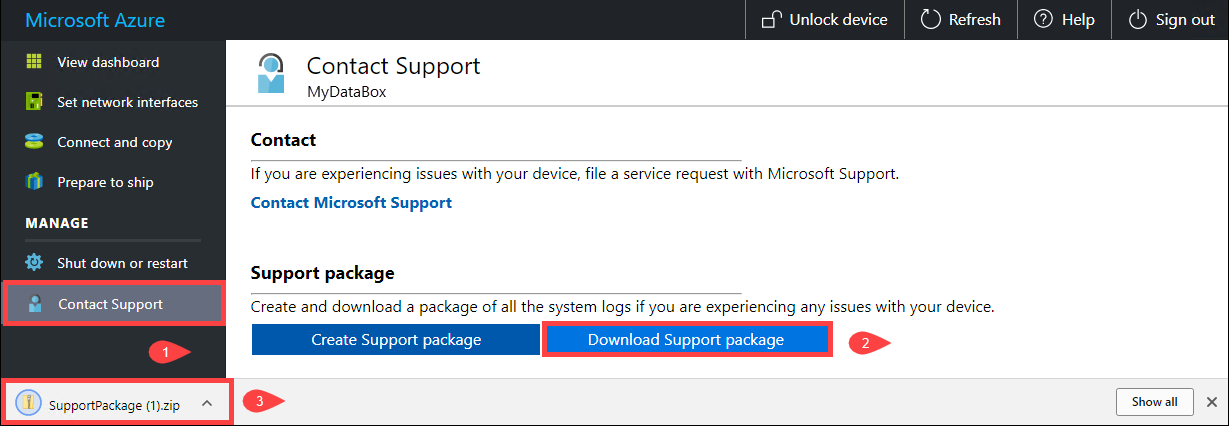 Microsoft Azure
Unlock device
Refresh
Help
Sign out
View dashboard
Set network interfaces
Connect and copy
Prepare to ship
MANAGE
Shut down or restart
Contact Support
1
Contact Support
MyDataBox
Contact
If you are experiencing issues with your device, file a service request with Microsoft Support.
Contact Microsoft Support
Support package
Create and download a package of all the system logs if you are experiencing any issues with your device.
Create Support package
Download Support package
2
SupportPackage (1).zip
3
Show all